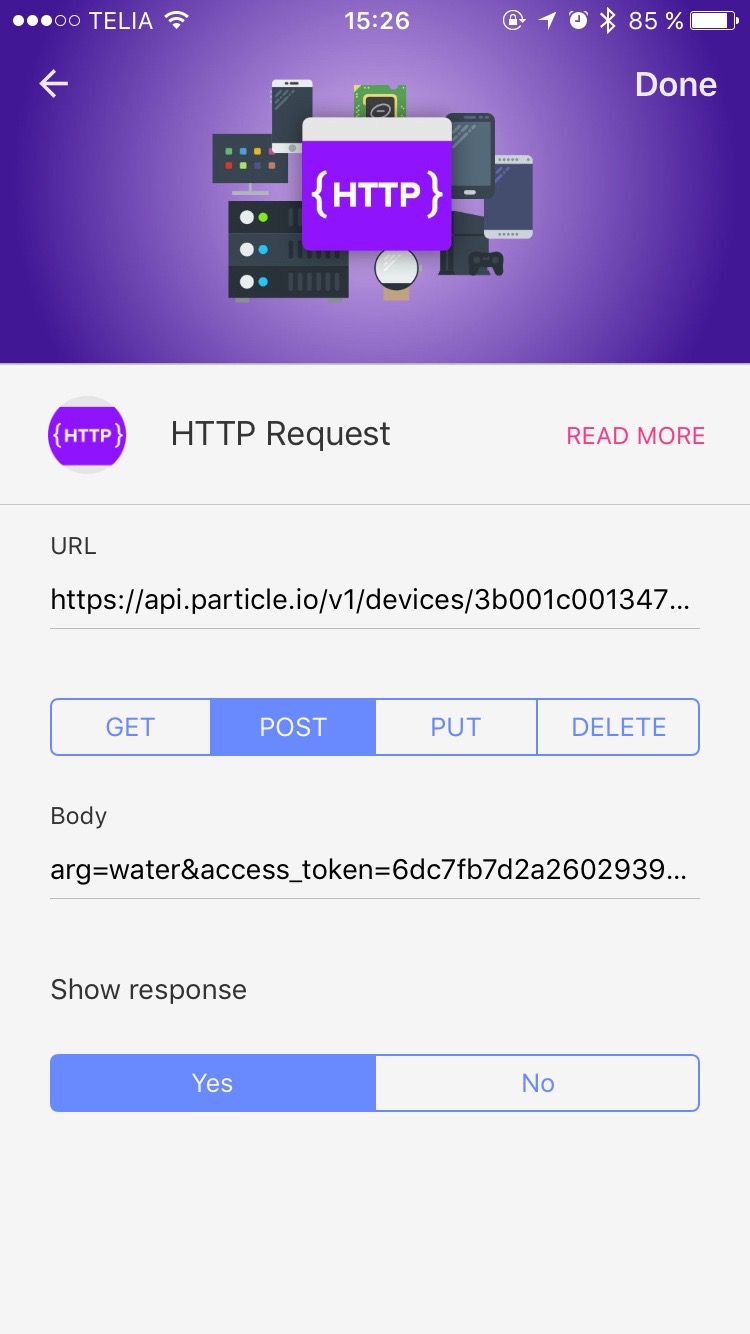 TELIA 15:26 85 %
Done
{HTTP}
{HTTP} HTTP Request READ MORE
URL
https://api.particle.io/v1/devices/3b001c001347...
GET POST PUT DELETE
Body
arg=water&access_token=6dc7fb7d2a2602939...
Show response
Yes No